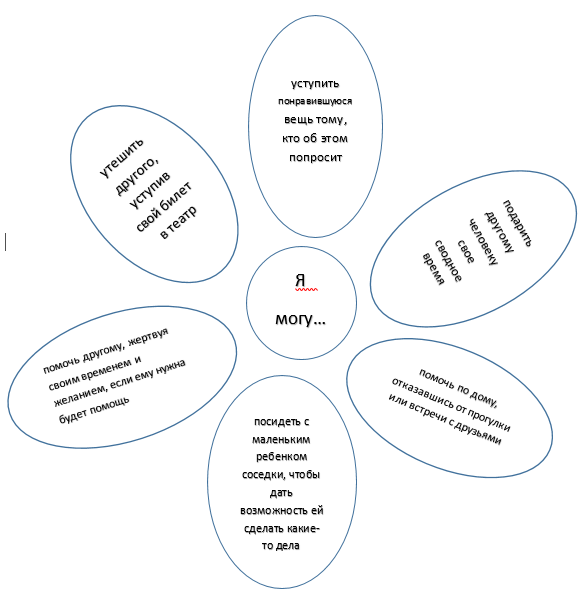 уступить
понравившуюся
вещь тому,
кто об этом
попросит
утешить
другого,
уступив
свой билет
в театр
подарить
другому
человеку
свое
сводное
время
Я
могу...
помочь другому, жертвуя
своим временем и
желанием, если ему нужна
будет помощь
помочь по дому,
отказавшись от прогулки
или встречи с друзьями
посидеть с
маленьким
ребенком
соседки, чтобы
дать
возможность ей
сделать какие-
то дела